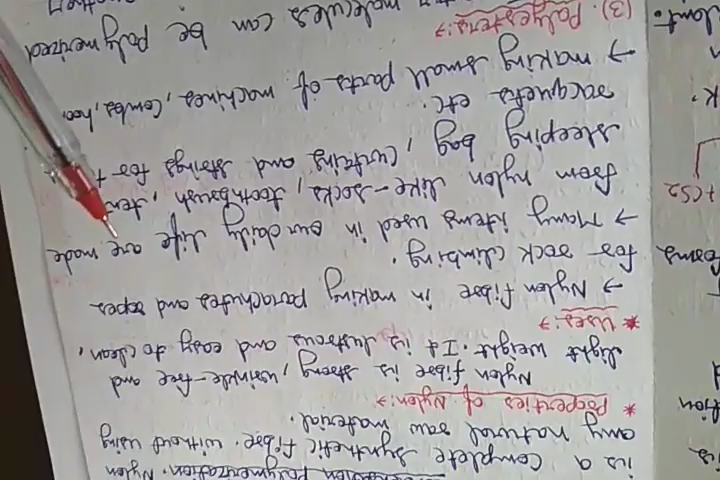 Polymerization. Nylon
is a complete synthetic fibre. without using
any natural raw material.
* Properties of Nylon:→
Nylon fibre is strong, wrinkle-free and
light weight. It is lustrous and easy to clean,
* Uses:→
→ Nylon fibre in making parachutes and ropes
for rock climbing.
→ Many items used in our daily life are made
from nylon like - socks, toothbrush,
sleeping bag, curtains and strings for
racquets etc.
→ making small parts of machines, combs,
(3). Polyesters:→
molecules can be polymerized
+CS2